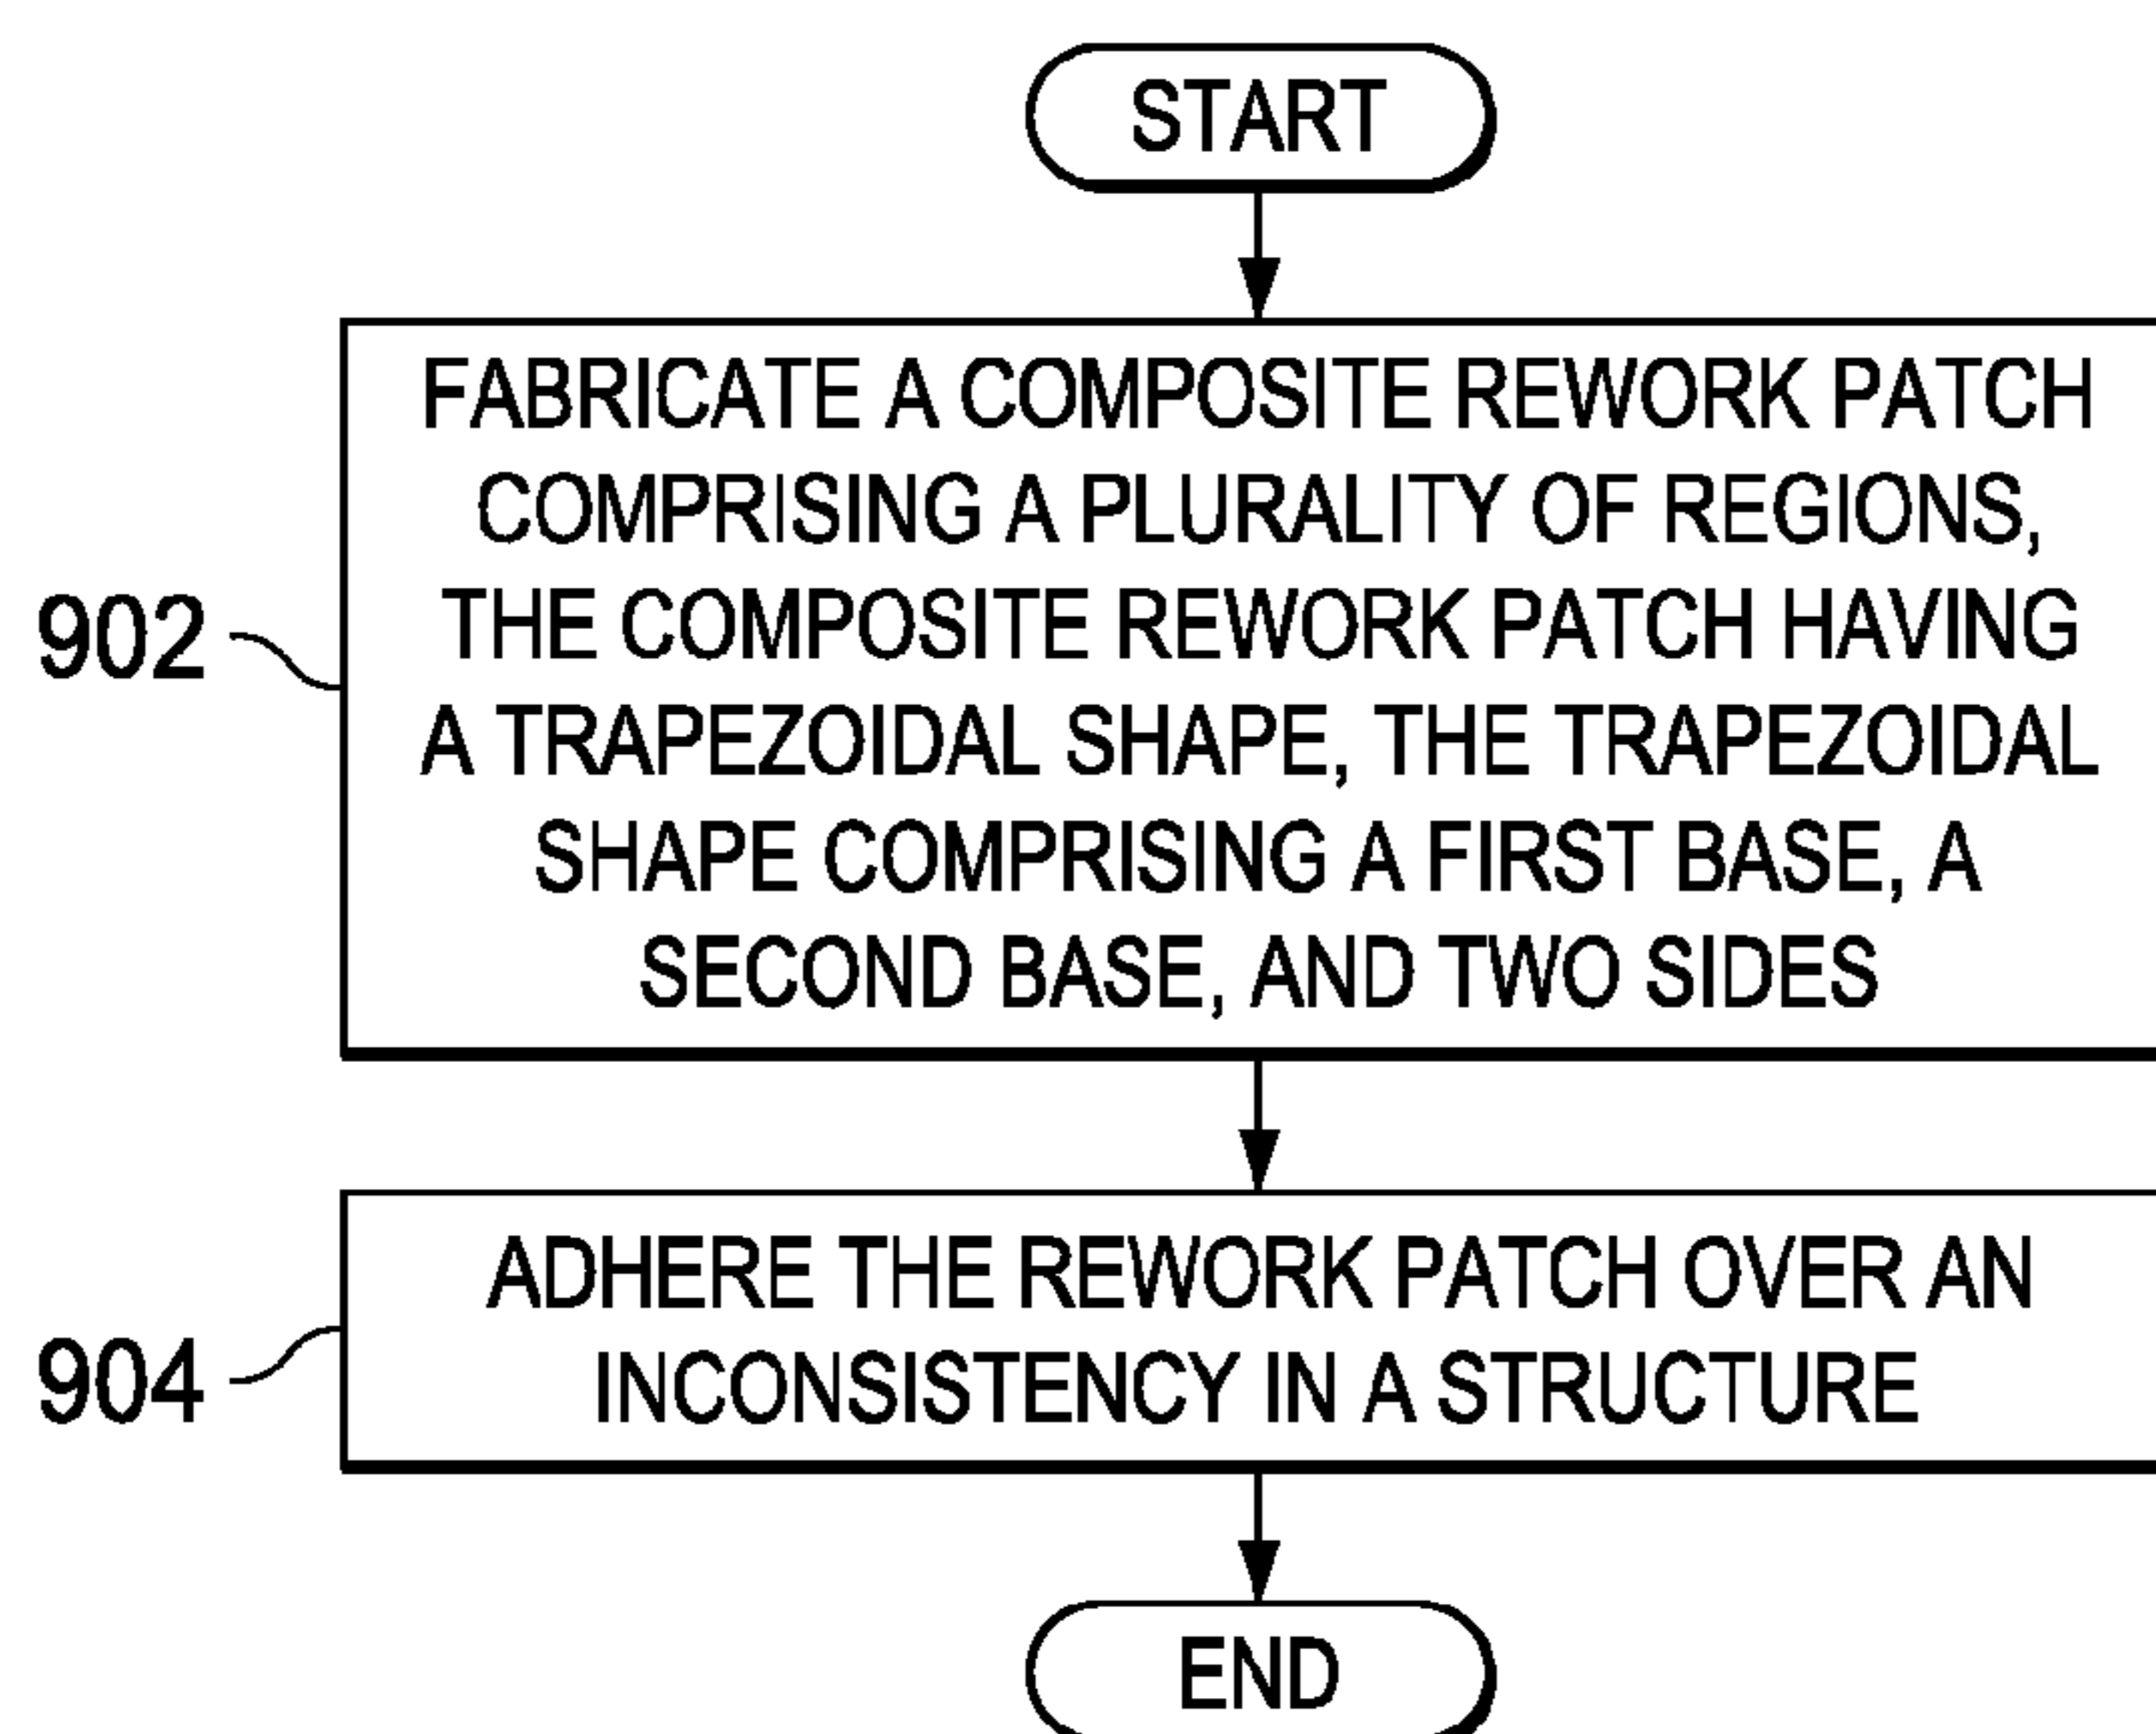 START
FABRICATE A COMPOSITE REWORK PATCH
COMPRISING A PLURALITY OF REGIONS,
THE COMPOSITE REWORK PATCH HAVING
A TRAPEZOIDAL SHAPE, THE TRAPEZOIDAL
SHAPE COMPRISING A FIRST BASE, A
SECOND BASE, AND TWO SIDES
902
ADHERE THE REWORK PATCH OVER AN
INCONSISTENCY IN A STRUCTURE
904
END